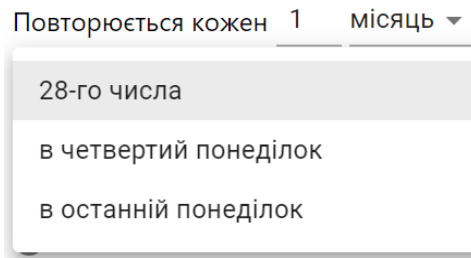 Повторюється кожен 1 місяць
28-го числа
в четвертий понеділок
в останній понеділок